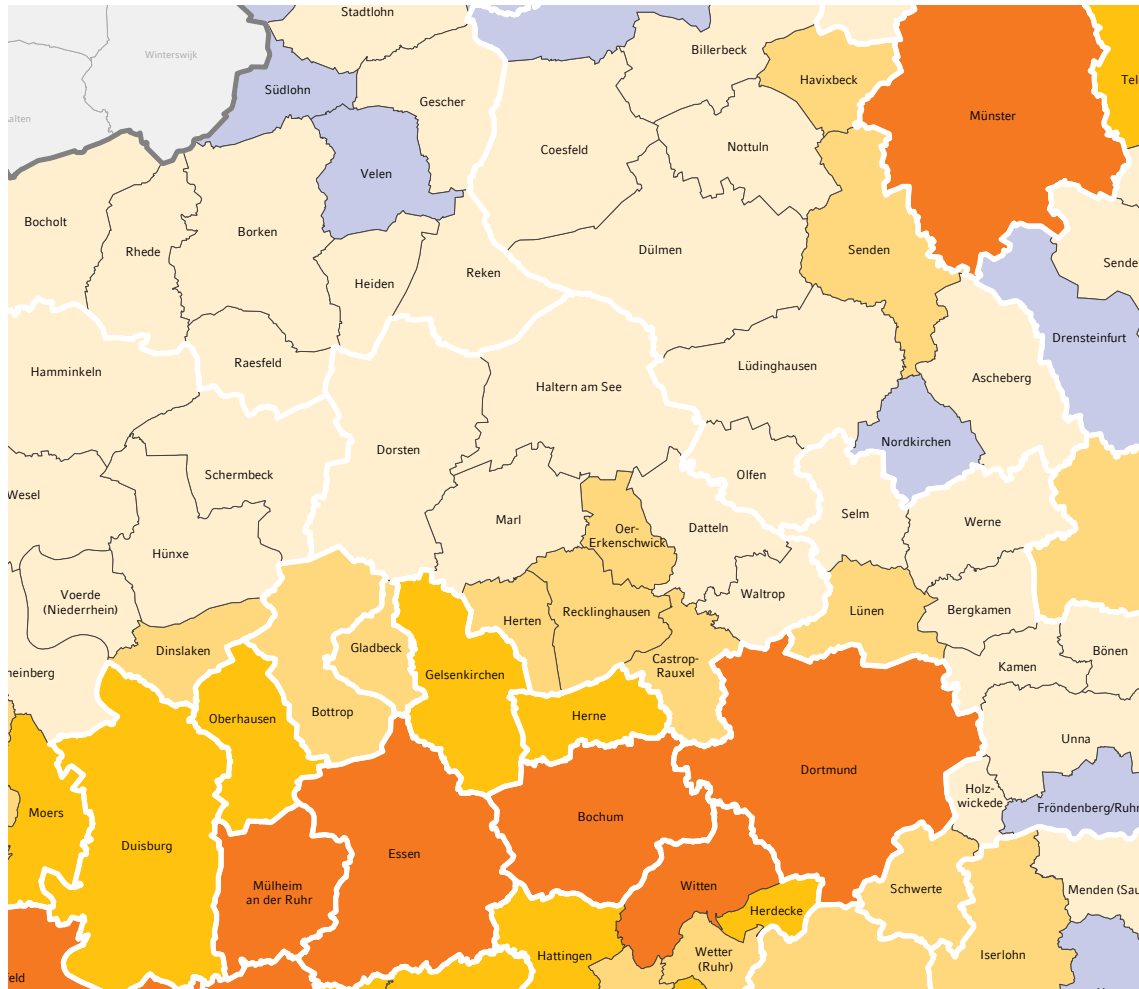 Stadtlohn
Winterswijk
Billerbeck
Havixbeck
Südlohn
Gescher
Münster
Coesfeld
Nottuln
Velen
Bocholt
Rhede
Borken
Heiden
Reken
Dülmen
Senden
Sende
Drensteinfurt
Hamminkeln
Raesfeld
Haltern am See
Lüdinghausen
Ascheberg
Nordkirchen
Dorsten
Schermbeck
Olfen
Wesel
Marl
Oer-
Erkenschwick
Datteln
Selm
Werne
Hünxe
Voerde
(Niederrhein)
Waltrop
Lünen
Bergkamen
Herten
Recklinghausen
Dinslaken
Gladbeck
Castrop-
Rauxel
Kamen
Bönen
heinberg
Gelsenkirchen
Oberhausen
Bottrop
Herne
Unna
Dortmund
Holz-
wickede
Fröndenberg/Ruhr
Moers
Duisburg
Bochum
Essen
Mülheim
an der Ruhr
Witten
Schwerte
Menden (Sau
Herdecke
Hattingen
Wetter
(Ruhr)
Iserlohn
feld